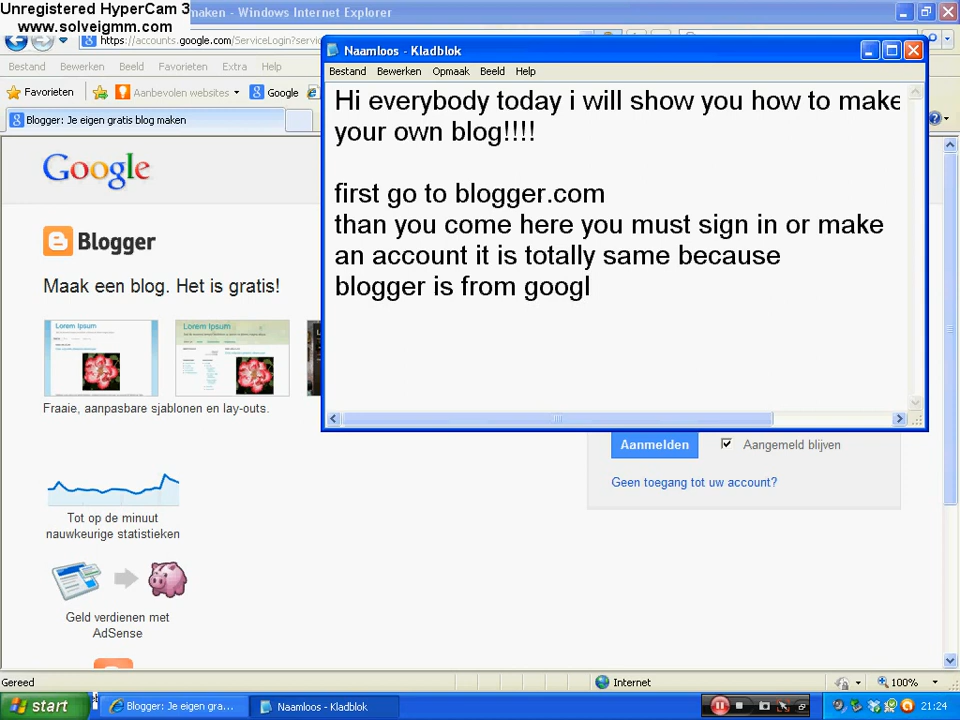 Unregistered HyperCam 3
www.solveigmm.com
maken - Windows Internet Explorer
https://accounts.google.com/ServiceLogin?servic
Bestand Bewerken Beeld Favorieten Extra Help
Favorieten Aanbevolen websites Google
Blogger: Je eigen gratis blog maken
Naamloos - Kladblok
Bestand Bewerken Opmaak Beeld Help
Hi everybody today i will show you how to make
your own blog!!!!
first go to blogger.com
than you come here you must sign in or make
an account it is totally same because
blogger is from googl
Google
Blogger
Maak een blog. Het is gratis!
Lorem Ipsum
Lorem Ipsum
Fraaie, aanpasbare sjablonen en lay-outs.
Aanmelden Aangemeld blijven
Geen toegang tot uw account?
Tot op de minuut
nauwkeurige statistieken
Geld verdienen met
AdSense
Gereed Internet 100%
start Blogger: Je eigen gra... Naamloos - Kladblok 21:24